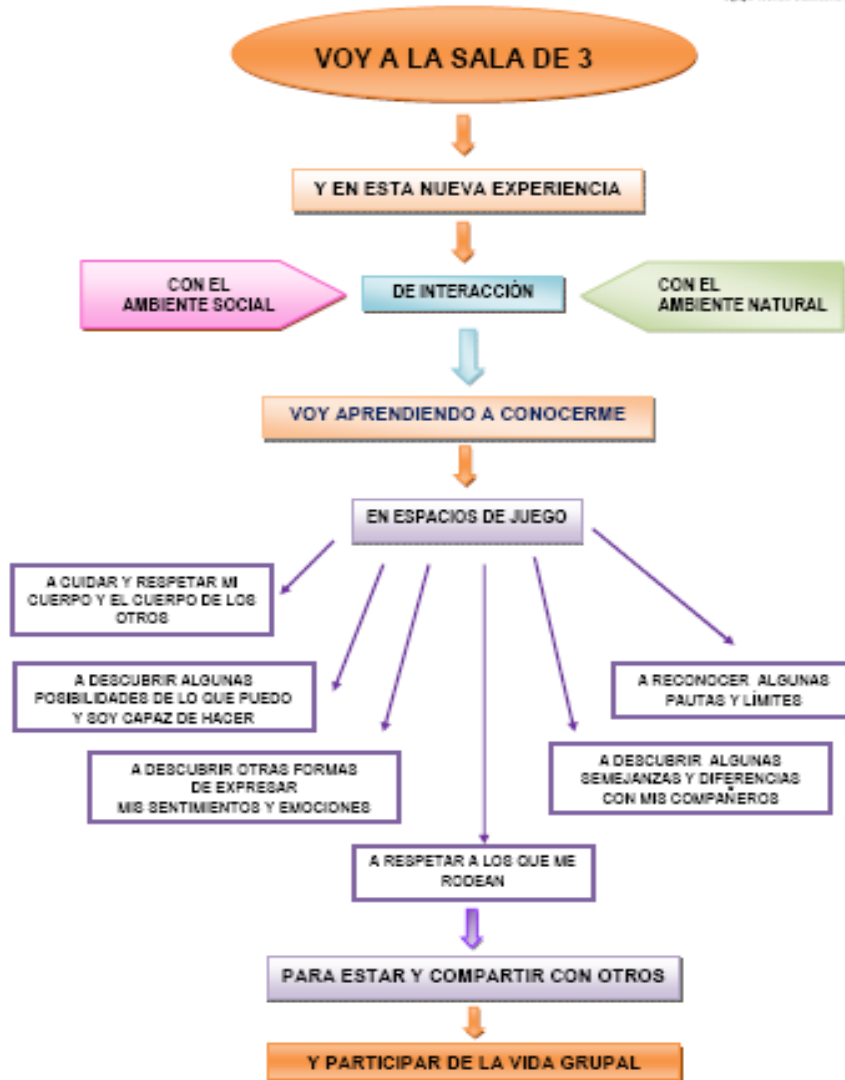 VOY A LA SALA DE 3
Y EN ESTA NUEVA EXPERIENCIA
CON EL
AMBIENTE SOCIAL
DE INTERACCIÓN
CON EL
AMBIENTE NATURAL
VOY APRENDIENDO A CONOCERME
EN ESPACIOS DE JUEGO
A CUIDAR Y RESPETAR MI
CUERPO Y EL CUERPO DE LOS
OTROS
A DESCUBRIR ALGUNAS
POSIBILIDADES DE LO QUE PUEDO
Y SOY CAPAZ DE HACER
A RECONOCER ALGUNAS
PAUTAS Y LÍMITES
A DESCUBRIR OTRAS FORMAS
DE EXPRESAR
MIS SENTIMIENTOS Y EMOCIONES
A DESCUBRIR ALGUNAS
SEMEJANZAS Y DIFERENCIAS
CON MIS COMPAÑEROS
A RESPETAR A LOS QUE ME
RODEAN
PARA ESTAR Y COMPARTIR CON OTROS
Y PARTICIPAR DE LA VIDA GRUPAL